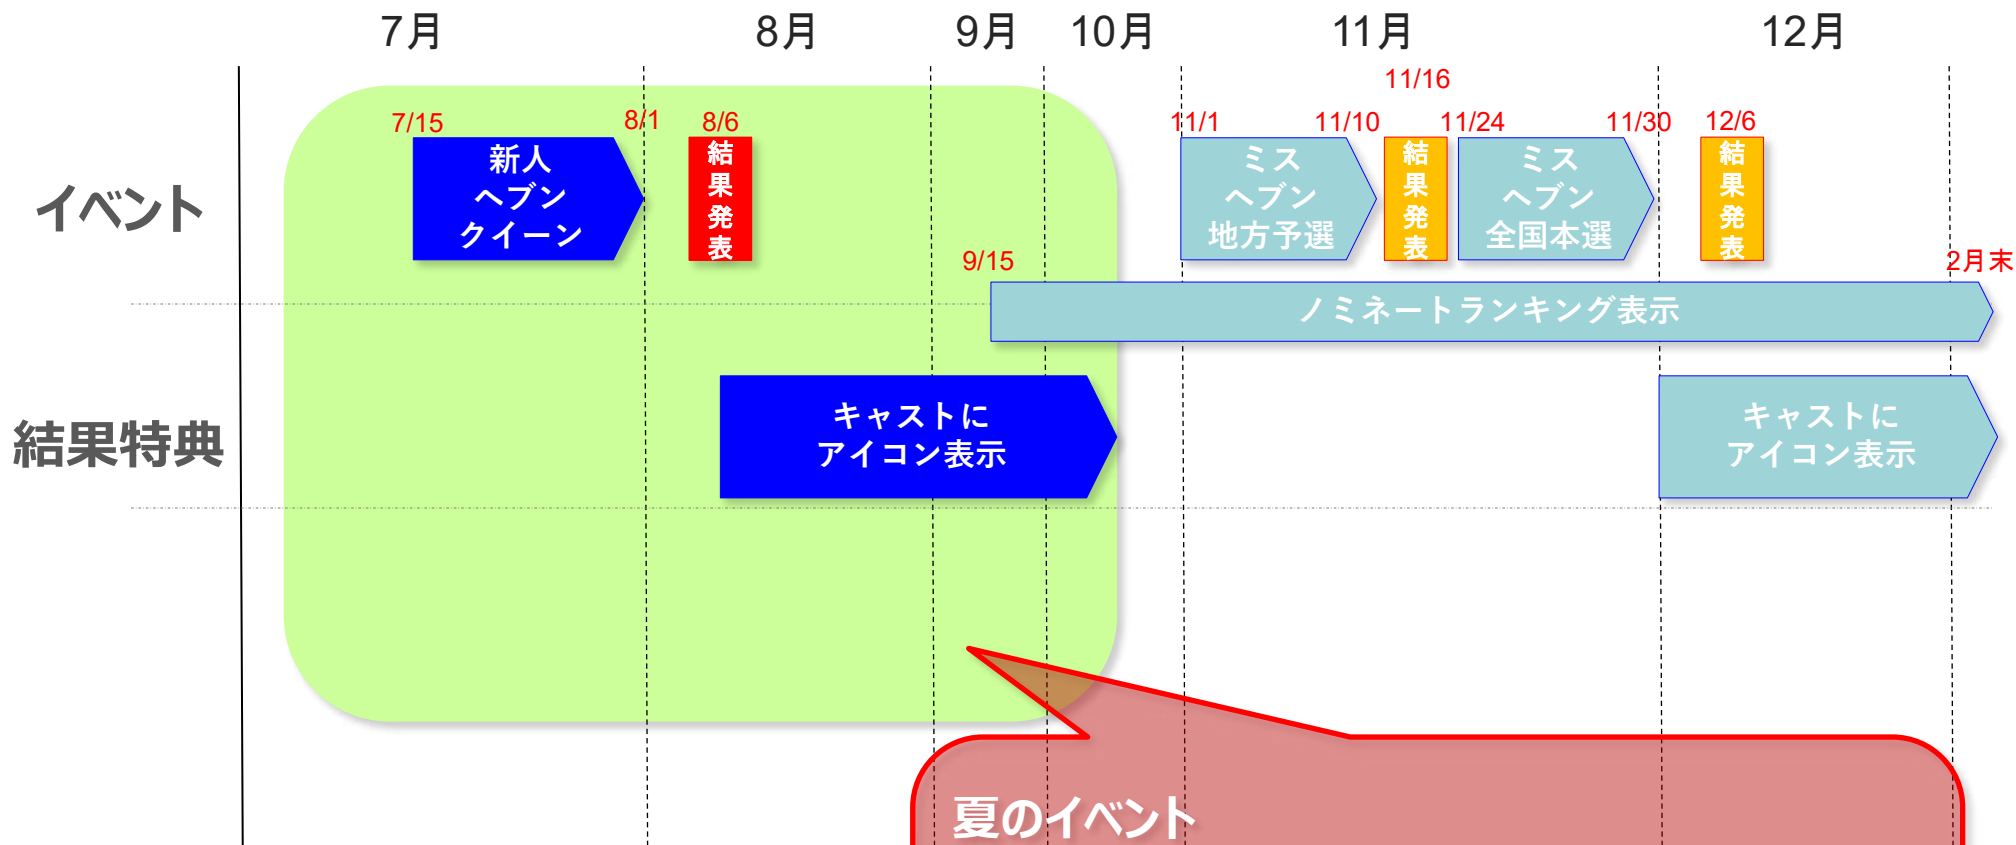 7月
8月
9月
10月
11月
12月
イベント
7/15
8/1
8/6
11/1
11/10
11/16
11/24
11/30
12/6
新人
ヘブン
クイーン
結
果
発
表
ミス
ヘブン
地方予選
結
果
発
表
ミス
ヘブン
全国本選
結
果
発
表
9/15
2月末
ノミネートランキング表示
結果特典
キャストに
アイコン表示
キャストに
アイコン表示
夏のイベント